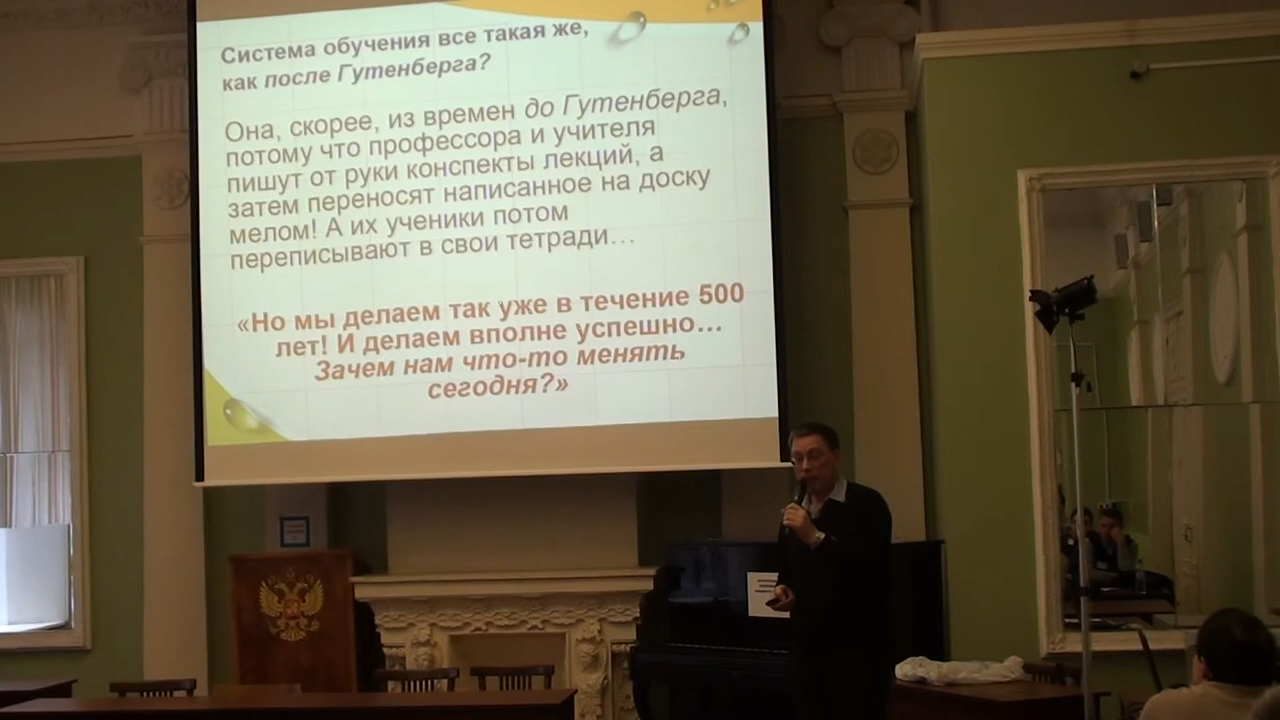 Система обучения все такая же,
как после Гутенберга?
Она, скорее, из времен до Гутенберга,
потому что профессора и учителя
пишут от руки конспекты лекций, а
затем переносят написанное на доску
мелом! А их ученики потом
переписывают в свои тетради…
«Но мы делаем так уже в течение 500
лет! И делаем вполне успешно…
Зачем нам что-то менять
сегодня?»